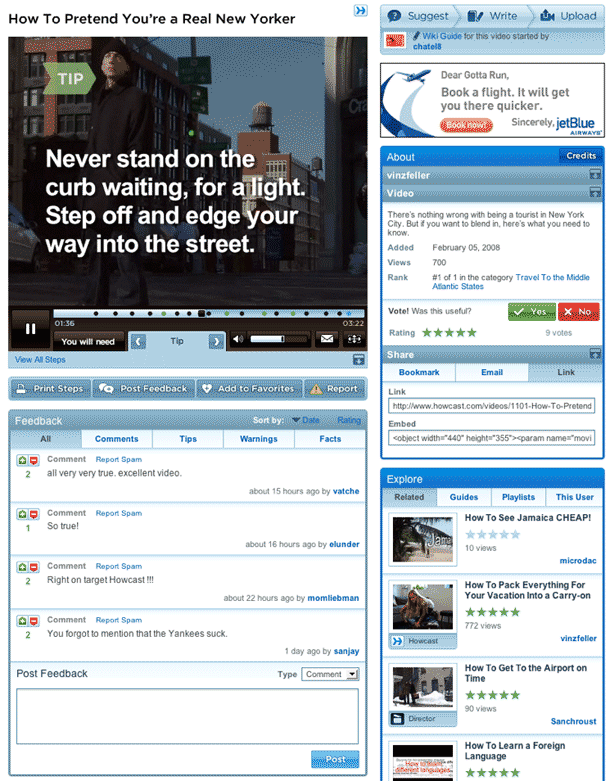 How To Pretend You're a Real New Yorker
TIP
Never stand on the
curb waiting, for a light.
Step off and edge your
way into the street.
01:36
03:22
You will need
Tip
View All Steps
Print Steps
Post Feedback
Add to Favorites
Report
Feedback
Sort by:
Date
Rating
All
Comments
Tips
Warnings
Facts
Comment
Report Spam
2
all very very true. excellent video.
about 15 hours ago by vatche
Comment
Report Spam
1
So true!
about 16 hours ago by elunder
Comment
Report Spam
2
Right on target Howcast !!!
about 22 hours ago by momliebman
Comment
Report Spam
2
You forgot to mention that the Yankees suck.
1 day ago by sanjay
Post Feedback
Type
Comment
Post
Suggest
Write
Upload
Wiki Guide for this video started by
chatel8
Dear Gotta Run,
Book a flight. It will get
you there quicker.
Book now!
Sincerely, jetBlue
AIRWAYS
About
Credits
vinzfeller
Video
There's nothing wrong with being a tourist in New York
City. But if you want to blend in, here's what you need to
know.
Added February 05, 2008
Views 700
Rank #1 of 1 in the category Travel To the Middle
Atlantic States
Vote! Was this useful?
Yes
No
Rating
9 votes
Share
Bookmark
Email
Link
Link
http://www.howcast.com/videos/1101-How-To-Pretend
Embed
<object width="440" height="355"><param name="movi
Explore
Related
Guides
Playlists
This User
How To See Jamaica CHEAP!
10 views
microdac
Jamaica
How To Pack Everything For
Your Vacation Into a Carry-on
772 views
vinzfeller
Howcast
How To Get To the Airport on
Time
90 views
Sanchroust
Director
How To Learn a Foreign
Language
different languages